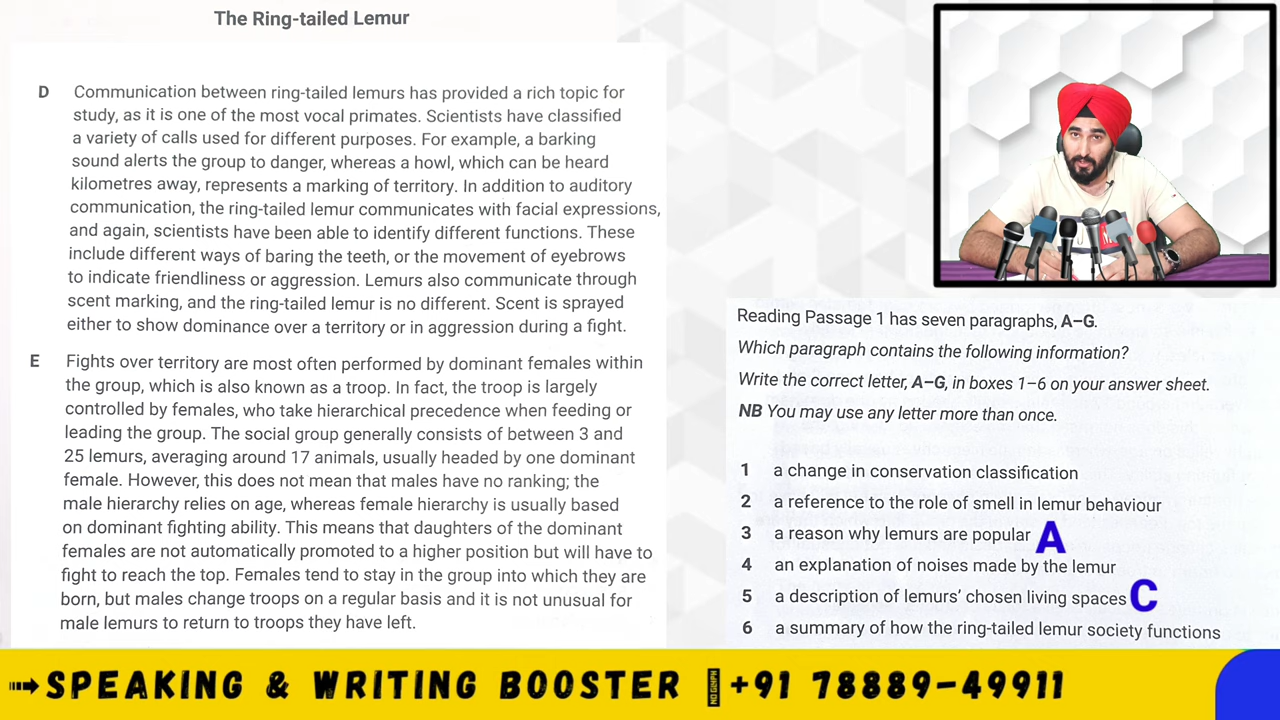 The Ring-tailed Lemur
D Communication between ring-tailed lemurs has provided a rich topic for
study, as it is one of the most vocal primates. Scientists have classified
a variety of calls used for different purposes. For example, a barking
sound alerts the group to danger, whereas a howl, which can be heard
kilometres away, represents a marking of territory. In addition to auditory
communication, the ring-tailed lemur communicates with facial expressions,
and again, scientists have been able to identify different functions. These
include different ways of baring the teeth, or the movement of eyebrows
to indicate friendliness or aggression. Lemurs also communicate through
scent marking, and the ring-tailed lemur is no different. Scent is sprayed
either to show dominance over a territory or in aggression during a fight.
E Fights over territory are most often performed by dominant females within
the group, which is also known as a troop. In fact, the troop is largely
controlled by females, who take hierarchical precedence when feeding or
leading the group. The social group generally consists of between 3 and
25 lemurs, averaging around 17 animals, usually headed by one dominant
female. However, this does not mean that males have no ranking; the
male hierarchy relies on age, whereas female hierarchy is usually based
on dominant fighting ability. This means that daughters of the dominant
females are not automatically promoted to a higher position but will have to
fight to reach the top. Females tend to stay in the group into which they are
born, but males change troops on a regular basis and it is not unusual for
male lemurs to return to troops they have left.
Reading Passage 1 has seven paragraphs, A–G.
Which paragraph contains the following information?
Write the correct letter, A–G, in boxes 1–6 on your answer sheet.
NB You may use any letter more than once.
1 a change in conservation classification
2 a reference to the role of smell in lemur behaviour
3 a reason why lemurs are popular A
4 an explanation of noises made by the lemur
5 a description of lemurs' chosen living spaces C
6 a summary of how the ring-tailed lemur society functions
SPEAKING & WRITING BOOSTER +91 78889-49911